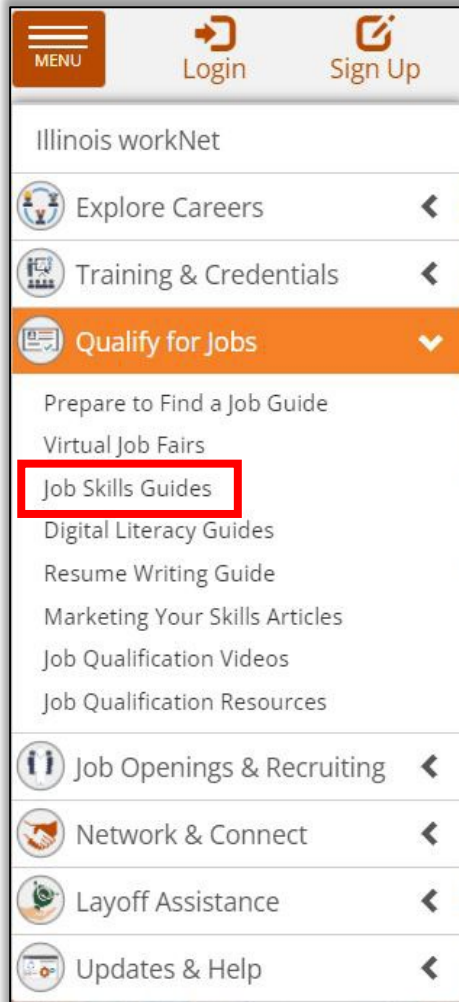 MENU
Login
Sign Up
Illinois workNet
Explore Careers
Training & Credentials
Qualify for Jobs
Prepare to Find a Job Guide
Virtual Job Fairs
Job Skills Guides
Digital Literacy Guides
Resume Writing Guide
Marketing Your Skills Articles
Job Qualification Videos
Job Qualification Resources
Job Openings & Recruiting
Network & Connect
Layoff Assistance
Updates & Help